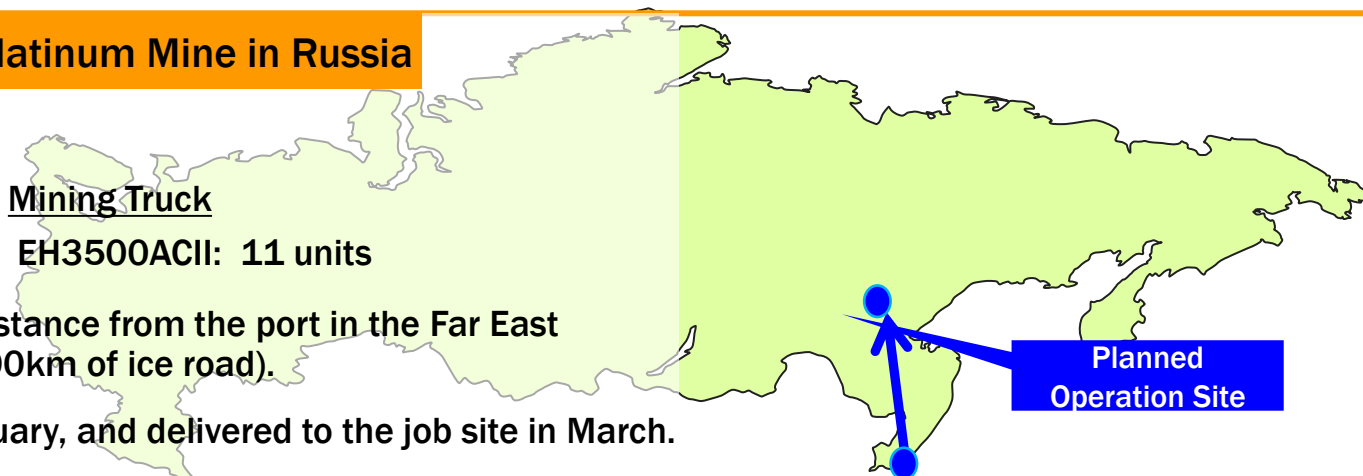 latinum Mine in Russia
Mining Truck
EH3500ACII: 11 units
stance from the port in the Far East
00km of ice road).
uary, and delivered to the job site in March.
Planned
Operation Site